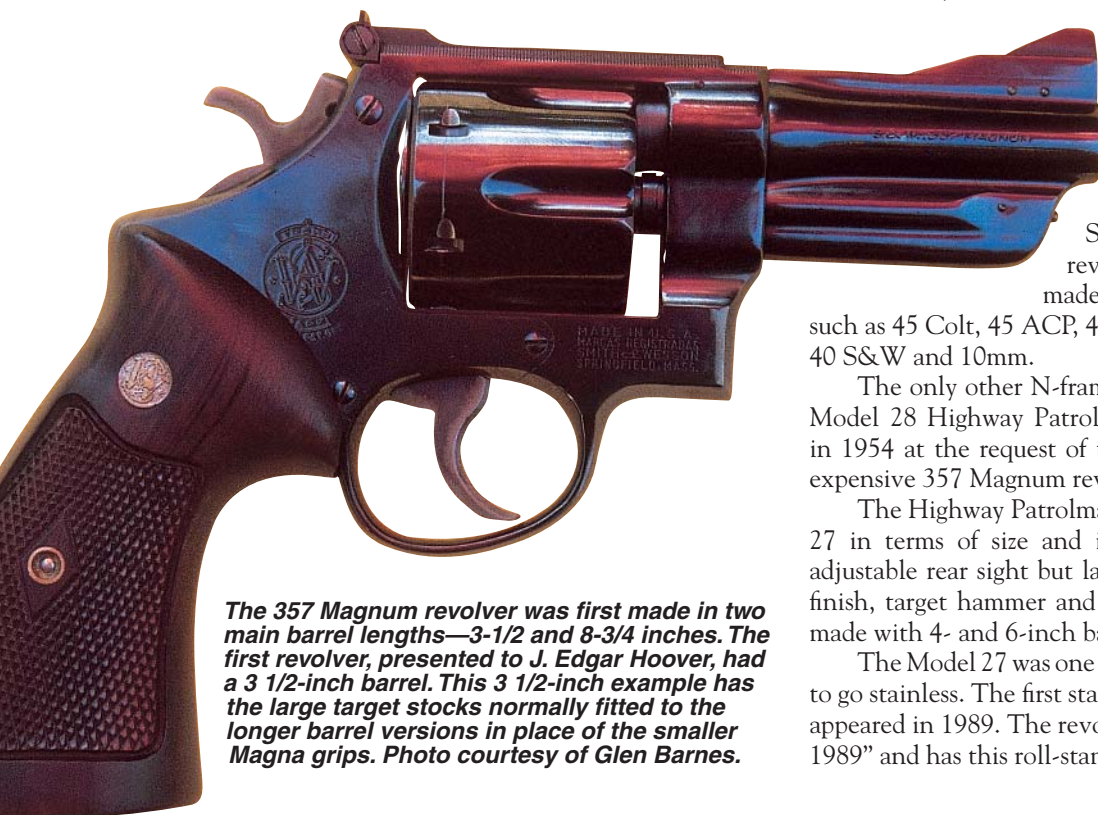 S&W 357 MAGNUM
MADE IN U.S.A.
MARCAS REGISTRADAS
SMITH & WESSON
SPRINGFIELD, MASS.
The 357 Magnum revolver was first made in two
main barrel lengths—3-1/2 and 8-3/4 inches. The
first revolver, presented to J. Edgar Hoover, had
a 3 1/2-inch barrel. This 3 1/2-inch example has
the large target stocks normally fitted to the
longer barrel versions in place of the smaller
Magna grips. Photo courtesy of Glen Barnes.
S
rev
made
such as 45 Colt, 45 ACP, 4
40 S&W and 10mm.
The only other N-fram
Model 28 Highway Patrol
in 1954 at the request of
expensive 357 Magnum rev
The Highway Patrolma
27 in terms of size and i
adjustable rear sight but la
finish, target hammer and
made with 4- and 6-inch ba
The Model 27 was one
to go stainless. The first sta
appeared in 1989. The revo
1989” and has this roll-star